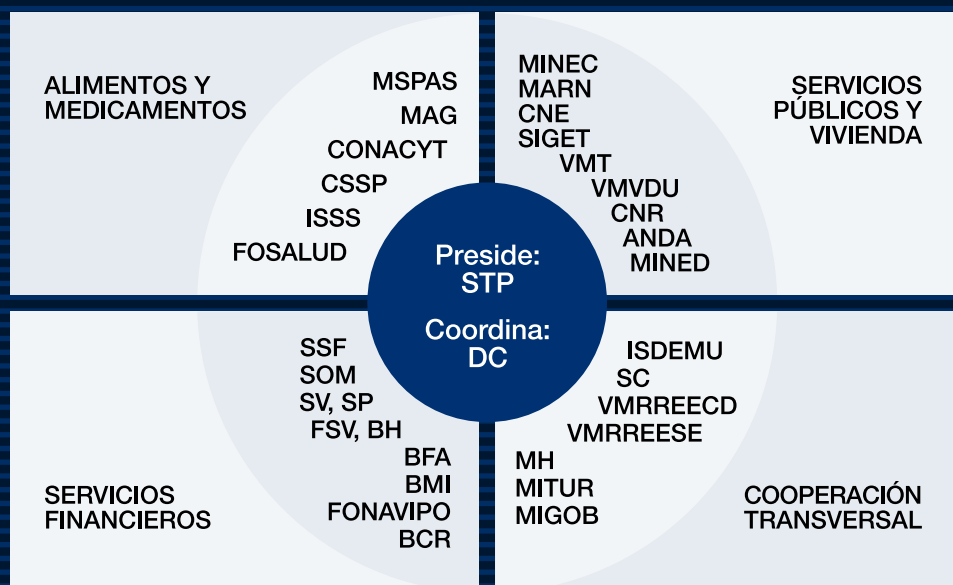 ALIMENTOS Y
MEDICAMENTOS
MSPAS
MAG
CONACYT
CSSP
ISSS
FOSALUD
MINEC
MARN
CNE
SIGET
VMT
VMVDU
CNR
ANDA
MINED
SERVICIOS
PÚBLICOS Y
VIVIENDA
Preside:
STP
Coordina:
DC
SSF
SOM
SV, SP
FSV, BH
BFA
BMI
FONAVIPO
BCR
SERVICIOS
FINANCIEROS
ISDEMU
SC
VMRREECD
VMRREESE
MH
MITUR
MIGOB
COOPERACIÓN
TRANSVERSAL